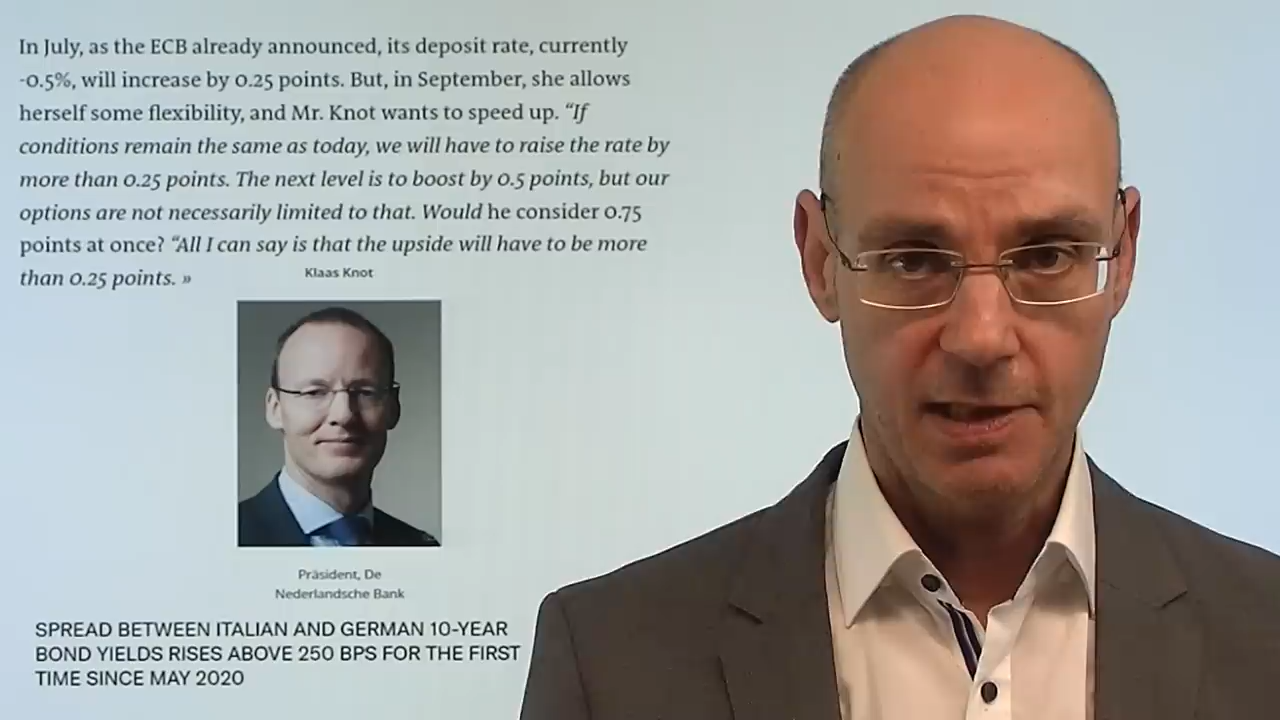 In July, as the ECB already announced, its deposit rate, currently
-0.5%, will increase by 0.25 points. But, in September, she allows
herself some flexibility, and Mr. Knot wants to speed up. “If
conditions remain the same as today, we will have to raise the rate by
more than 0.25 points. The next level is to boost by 0.5 points, but our
options are not necessarily limited to that. Would he consider 0.75
points at once? “All I can say is that the upside will have to be more
than 0.25 points. »
Klaas Knot
Präsident, De
Nederlandsche Bank
SPREAD BETWEEN ITALIAN AND GERMAN 10-YEAR
BOND YIELDS RISES ABOVE 250 BPS FOR THE FIRST
TIME SINCE MAY 2020